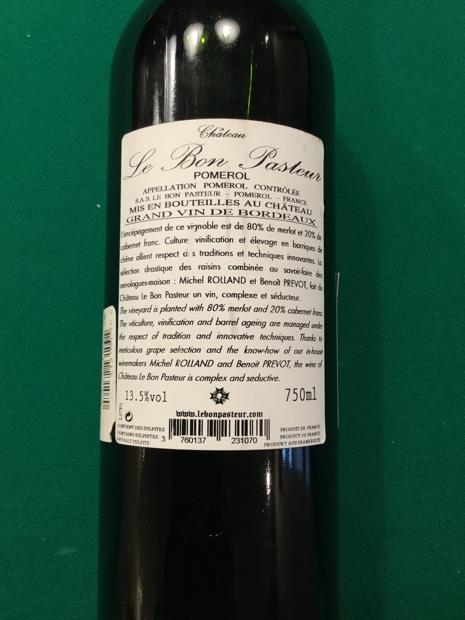 Château
Le Bon Pasteur
POMEROL
APPELLATION POMEROL CONTRÔLÉE
S.A.S. LE BON PASTEUR – POMEROL – FRANCE
MIS EN BOUTEILLES AU CHÂTEAU
GRAND VIN DE BORDEAUX
L'encépagement de ce vignoble est de 80% de merlot et 20% de
cabernet franc. Culture, vinification et élevage en barriques de
chêne allient respect des traditions et techniques innovantes. La
sélection drastique des raisins combinée au savoir-faire des
oenologues-maison : Michel ROLLAND et Benoît PREVOT, fait du
Château Le Bon Pasteur un vin, complexe et séducteur.
The vineyard is planted with 80% merlot and 20% cabernet franc.
The viticulture, vinification and barrel ageing are managed under
the respect of tradition and innovative techniques. Thanks to
meticulous grape selection and the know-how of our in-house
winemakers Michel ROLLAND and Benoit PREVOT, the wine of
Château Le Bon Pasteur is complex and seductive.
13.5%vol 750ml
www.lebonpasteur.com
CONTIENT DES SULFITES PRODUIT DE FRANCE
CONTAINS SULPHITES PRODUCT OF FRANCE
3 760137 231070